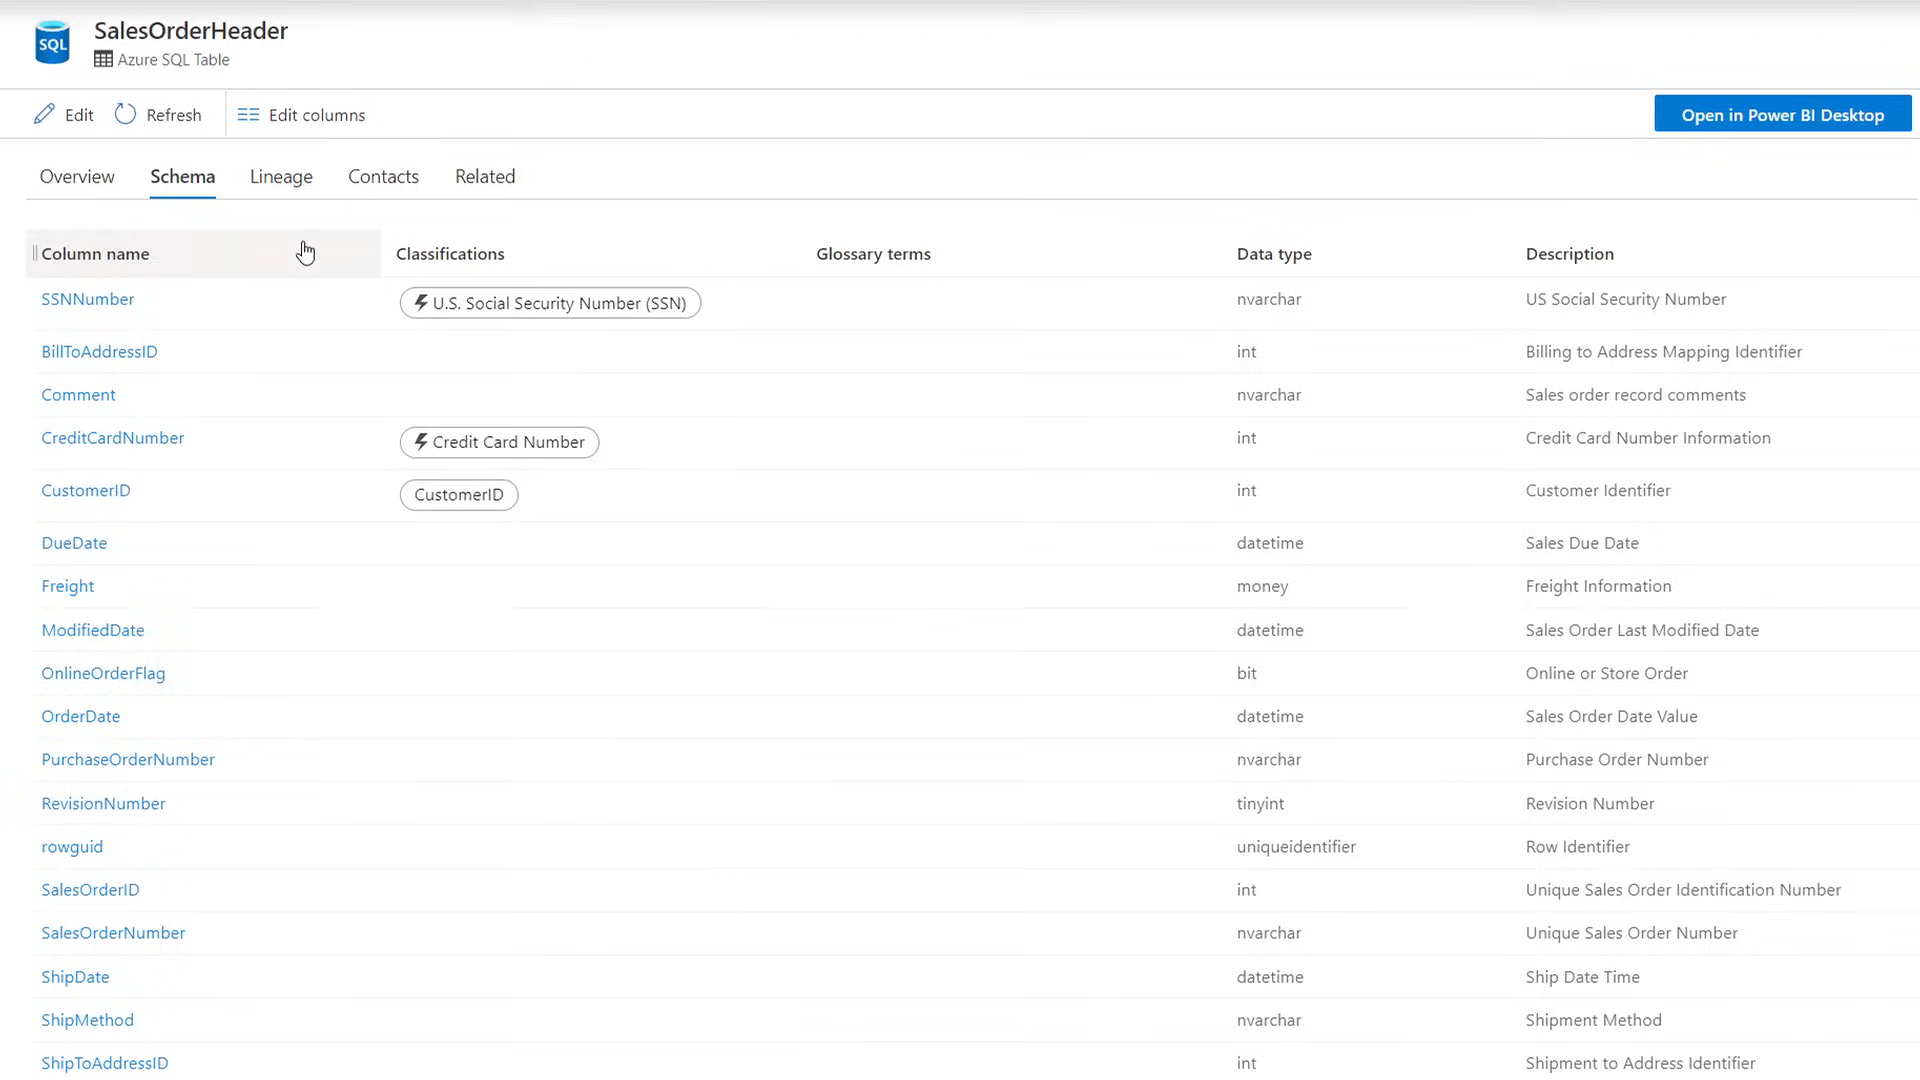 SQL
SalesOrderHeader
Azure SQL Table
Edit Refresh Edit columns Open in Power BI Desktop
Overview Schema Lineage Contacts Related
Column name Classifications Glossary terms Data type Description
SSNNumber U.S. Social Security Number (SSN) nvarchar US Social Security Number
BillToAddressID int Billing to Address Mapping Identifier
Comment nvarchar Sales order record comments
CreditCardNumber Credit Card Number int Credit Card Number Information
CustomerID CustomerID int Customer Identifier
DueDate datetime Sales Due Date
Freight money Freight Information
ModifiedDate datetime Sales Order Last Modified Date
OnlineOrderFlag bit Online or Store Order
OrderDate datetime Sales Order Date Value
PurchaseOrderNumber nvarchar Purchase Order Number
RevisionNumber tinyint Revision Number
rowguid uniqueidentifier Row Identifier
SalesOrderID int Unique Sales Order Identification Number
SalesOrderNumber nvarchar Unique Sales Order Number
ShipDate datetime Ship Date Time
ShipMethod nvarchar Shipment Method
ShipToAddressID int Shipment to Address Identifier